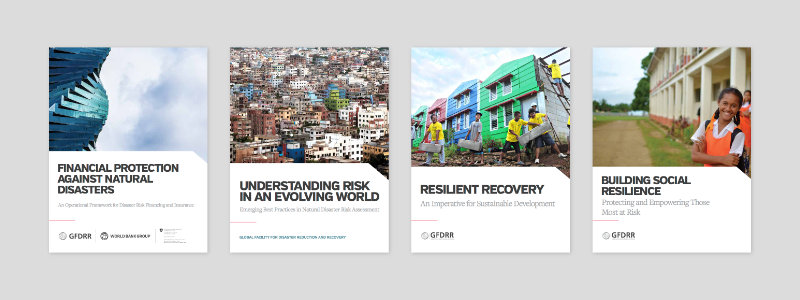 FINANCIAL PROTECTION
AGAINST NATURAL
DISASTERS
An Operational Framework for Disaster Risk Financing and Insurance
GFDRR
WORLD BANK GROUP
UNDERSTANDING RISK
IN AN EVOLVING WORLD
Emerging Best Practices in Natural Disaster Risk Assessment
GLOBAL FACILITY FOR DISASTER REDUCTION AND RECOVERY
RESILIENT RECOVERY
An Imperative for Sustainable Development
GFDRR
BUILDING SOCIAL
RESILIENCE
Protecting and Empowering Those
Most at Risk
GFDRR